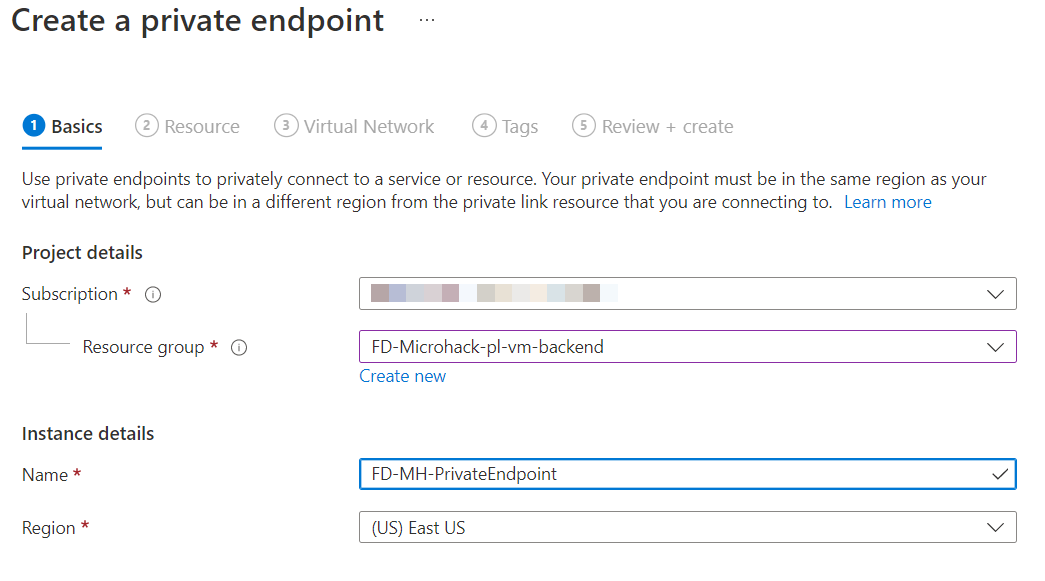 Create a private endpoint ...
1 Basics 2 Resource 3 Virtual Network 4 Tags 5 Review + create
Use private endpoints to privately connect to a service or resource. Your private endpoint must be in the same region as your
virtual network, but can be in a different region from the private link resource that you are connecting to. Learn more
Project details
Subscription *
Resource group * FD-Microhack-pl-vm-backend
Create new
Instance details
Name * FD-MH-PrivateEndpoint
Region * (US) East US